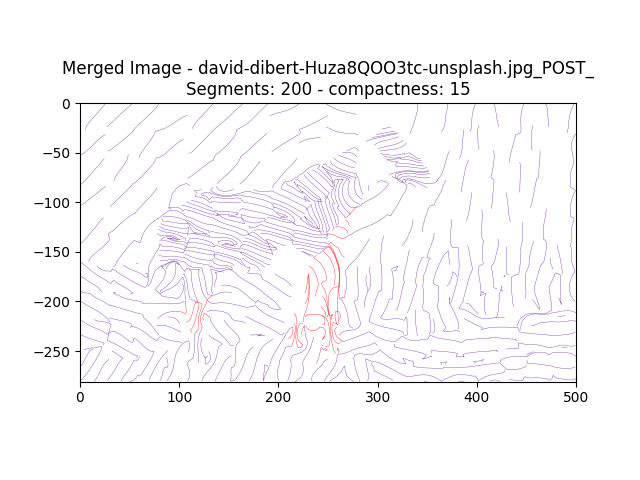 Merged Image - david-dibert-Huza8QOO3tc-unsplash.jpg_POST_
Segments: 200 - compactness: 15
0
−50
−100
−150
−200
−250
0 100 200 300 400 500